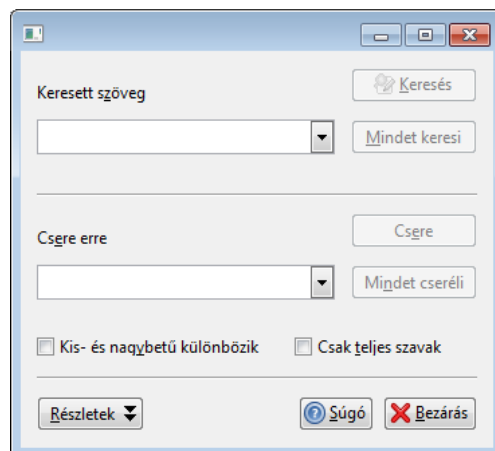 Keresés
Keresett szöveg
Mindet keresi
Csere
Csere erre
Mindet cseréli
Kis- és nagybetű különbözik
Csak teljes szavak
Részletek
Súgó
Bezárás